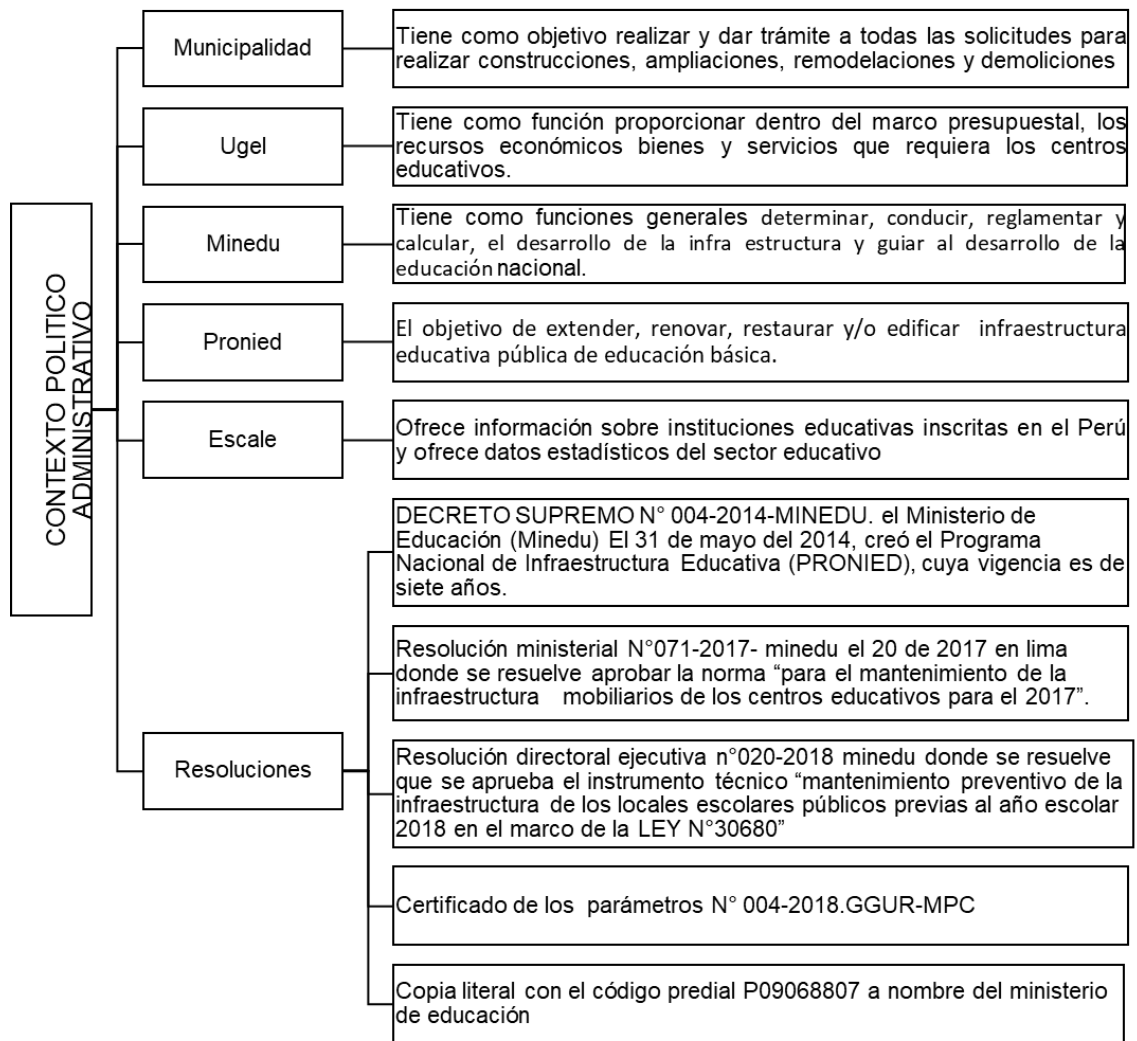 CONTEXTO POLITICO
ADMINISTRATIVO
Municipalidad
Tiene como objetivo realizar y dar trámite a todas las solicitudes para
realizar construcciones, ampliaciones, remodelaciones y demoliciones
Ugel
Tiene como función proporcionar dentro del marco presupuestal, los
recursos económicos bienes y servicios que requiera los centros
educativos.
Minedu
Tiene como funciones generales determinar, conducir, reglamentar y
calcular, el desarrollo de la infra estructura y guiar al desarrollo de la
educación nacional.
Pronied
El objetivo de extender, renovar, restaurar y/o edificar infraestructura
educativa pública de educación básica.
Escale
Ofrece información sobre instituciones educativas inscritas en el Perú
y ofrece datos estadísticos del sector educativo
Resoluciones
DECRETO SUPREMO N° 004-2014-MINEDU. el Ministerio de
Educación (Minedu) El 31 de mayo del 2014, creó el Programa
Nacional de Infraestructura Educativa (PRONIED), cuya vigencia es de
siete años.
Resolución ministerial N°071-2017- minedu el 20 de 2017 en lima
donde se resuelve aprobar la norma “para el mantenimiento de la
infraestructura mobiliarios de los centros educativos para el 2017”.
Resolución directoral ejecutiva n°020-2018 minedu donde se resuelve
que se aprueba el instrumento técnico “mantenimiento preventivo de la
infraestructura de los locales escolares públicos previas al año escolar
2018 en el marco de la LEY N°30680”
Certificado de los parámetros N° 004-2018.GGUR-MPC
Copia literal con el código predial P09068807 a nombre del ministerio
de educación